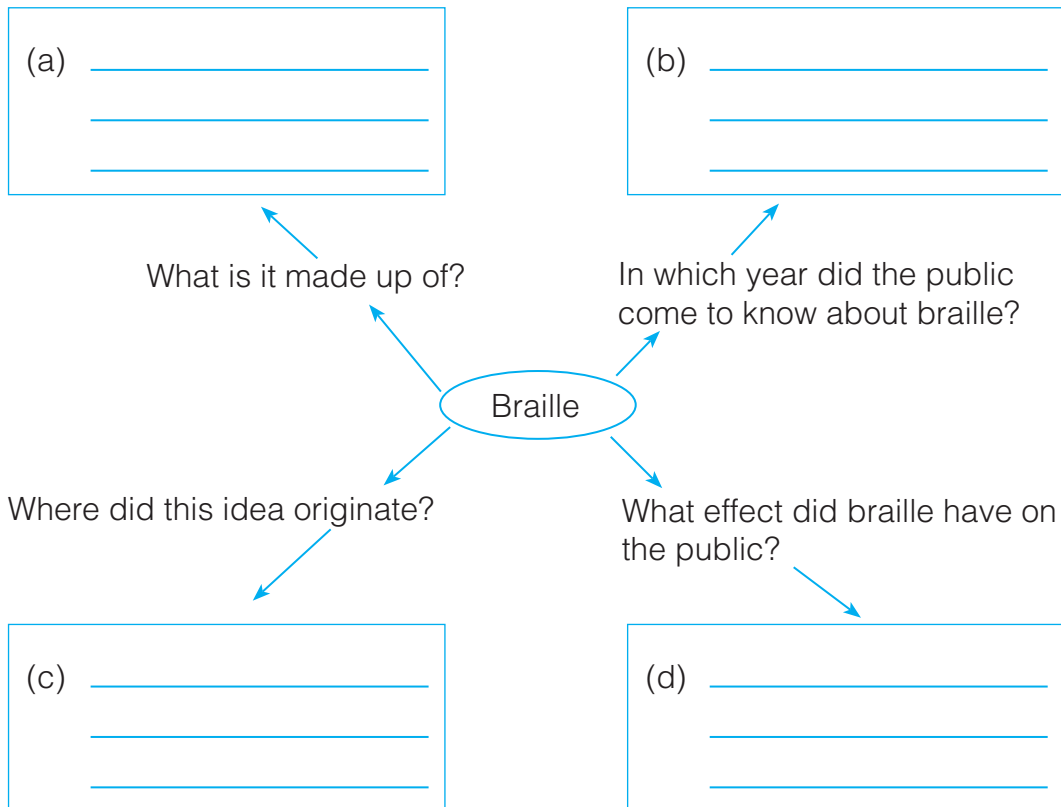 (a)
(b)
What is it made up of?
In which year did the public
come to know about braille?
Braille
Where did this idea originate?
What effect did braille have on
the public?
(c)
(d)